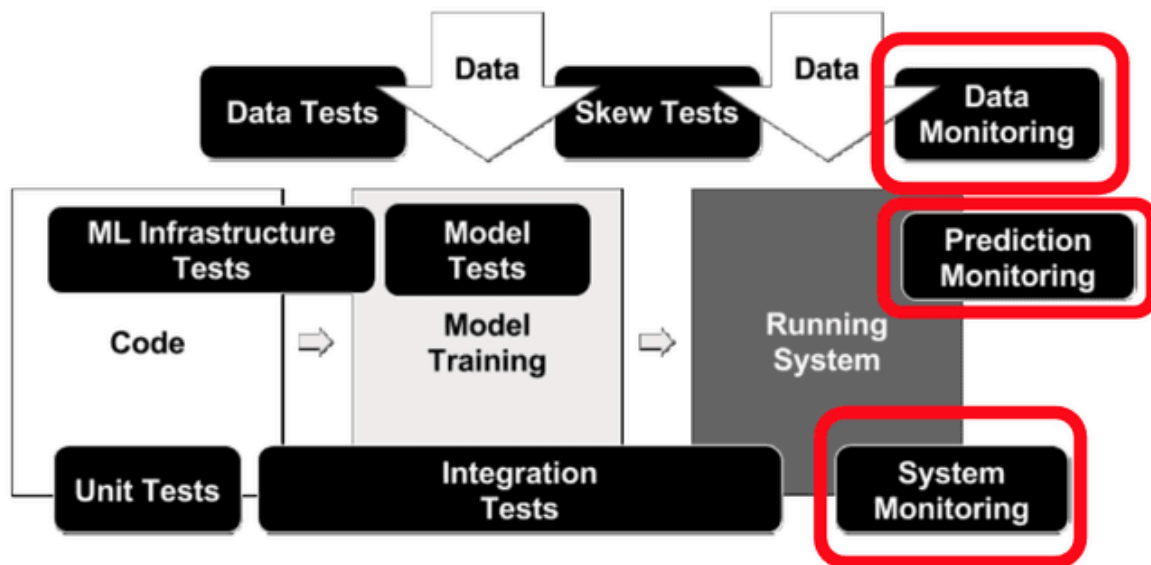 Data
Data
Data Tests
Skew Tests
Data
Monitoring
ML Infrastructure
Tests
Model
Tests
Prediction
Monitoring
Code
Model
Training
Running
System
Unit Tests
Integration
Tests
System
Monitoring